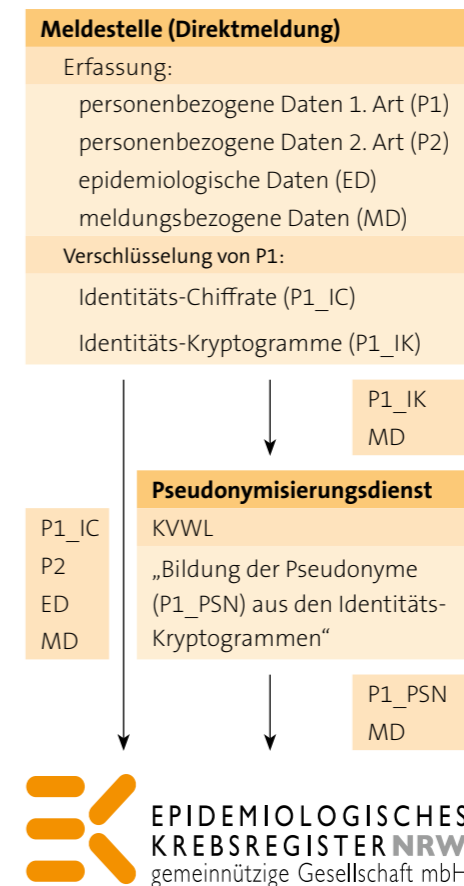 Meldestelle (Direktmeldung)
Erfassung:
personenbezogene Daten 1. Art (P1)
personenbezogene Daten 2. Art (P2)
epidemiologische Daten (ED)
meldungsbezogene Daten (MD)
Verschlüsselung von P1:
Identitäts-Chiffrate (P1_IC)
Identitäts-Kryptogramme (P1_IK)
P1_IK
MD
P1_IC
P2
ED
MD
Pseudonymisierungsdienst
KVWL
„Bildung der Pseudonyme
(P1_PSN) aus den Identitäts-
Kryptogrammen“
P1_PSN
MD
EPIDEMIOLOGISCHES
KREBSREGISTER NRW
gemeinnützige Gesellschaft mbH